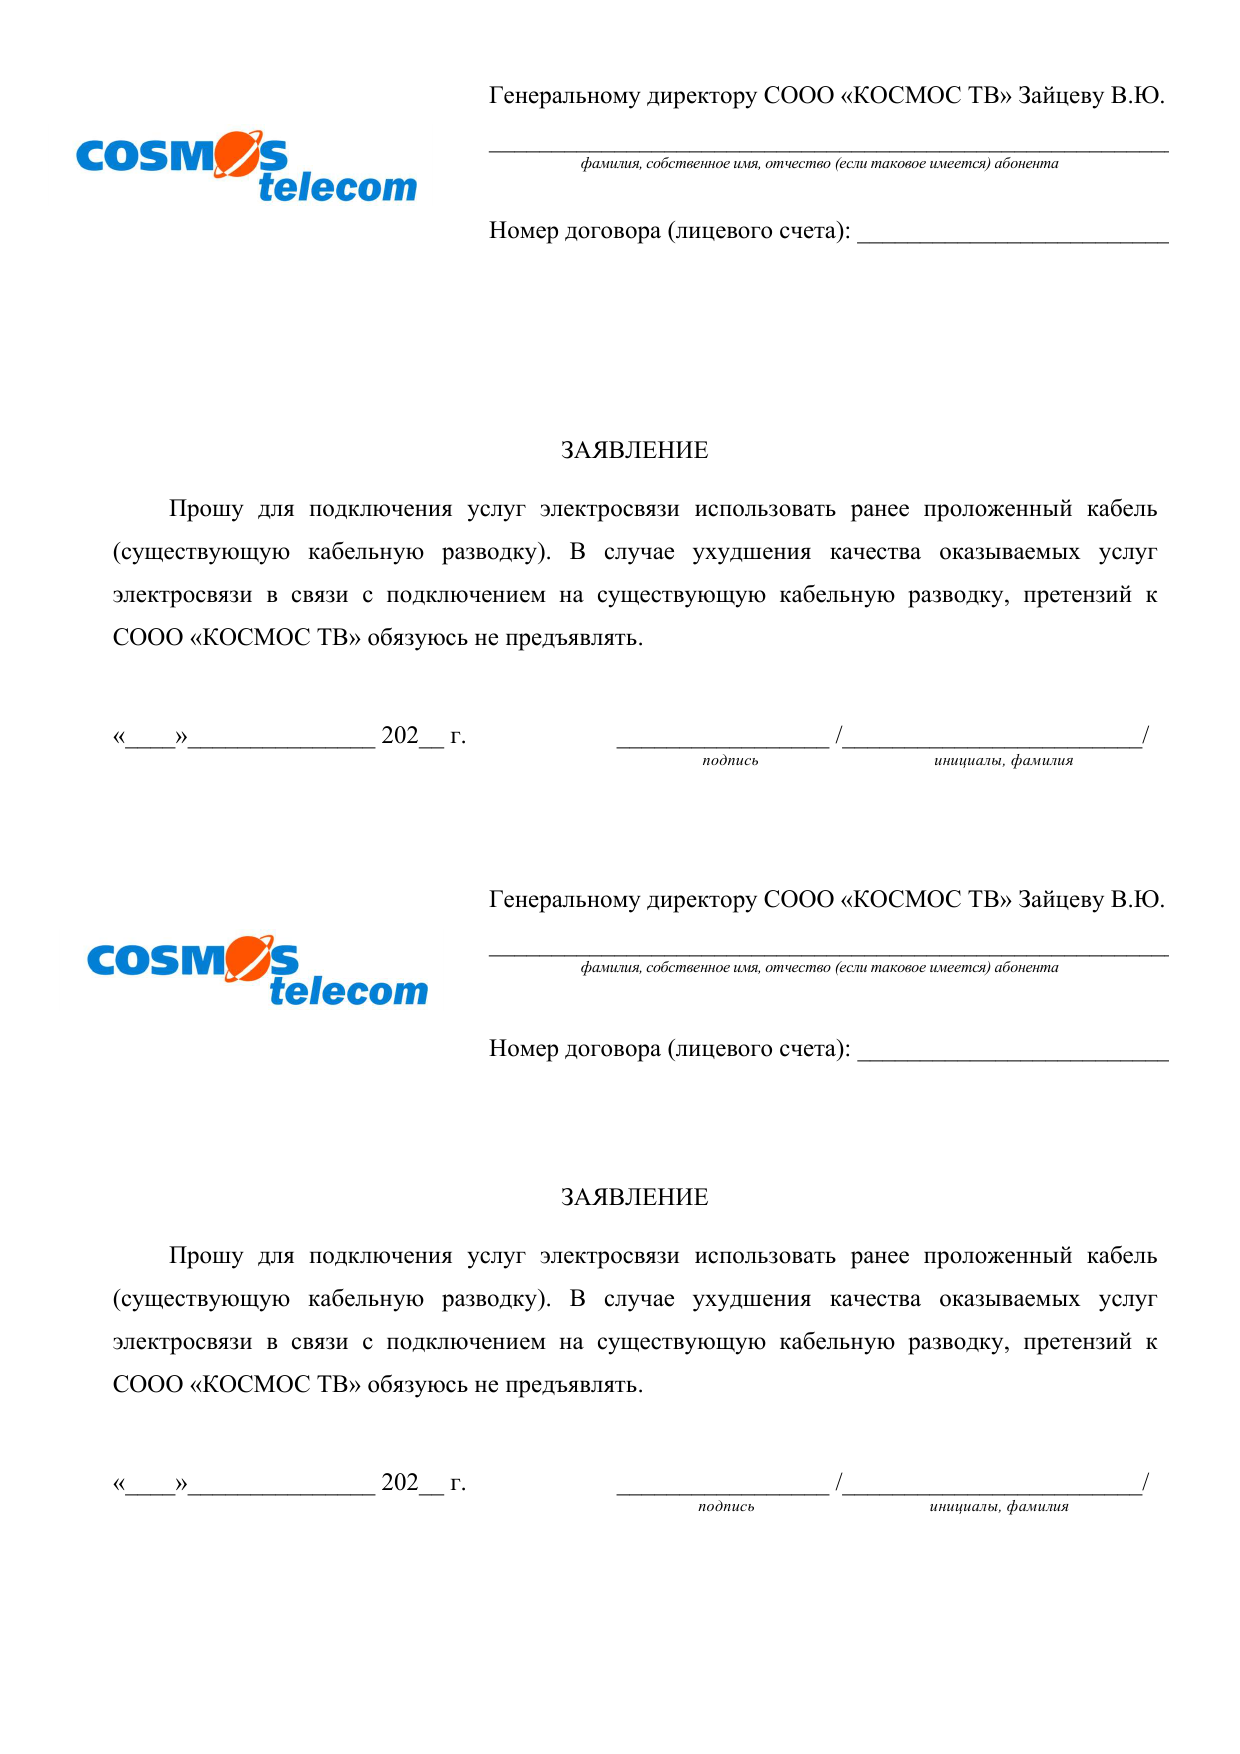 Генеральному директору СООО «КОСМОС ТВ» Зайцеву В.Ю.
cosmos
telecom
фамилия, собственное имя, отчество (если таковое имеется) абонента
Номер договора (лицевого счета): _________________________
ЗАЯВЛЕНИЕ
Прошу для подключения услуг электросвязи использовать ранее проложенный кабель
(существующую кабельную разводку). В случае ухудшения качества оказываемых услуг
электросвязи в связи с подключением на существующую кабельную разводку, претензий к
СООО «КОСМОС ТВ» обязуюсь не предъявлять.
«____»_______________ 202__ г. _________________ /________________________/
подпись инициалы, фамилия
Генеральному директору СООО «КОСМОС ТВ» Зайцеву В.Ю.
cosmos
telecom
фамилия, собственное имя, отчество (если таковое имеется) абонента
Номер договора (лицевого счета): _________________________
ЗАЯВЛЕНИЕ
Прошу для подключения услуг электросвязи использовать ранее проложенный кабель
(существующую кабельную разводку). В случае ухудшения качества оказываемых услуг
электросвязи в связи с подключением на существующую кабельную разводку, претензий к
СООО «КОСМОС ТВ» обязуюсь не предъявлять.
«____»_______________ 202__ г. _________________ /________________________/
подпись инициалы, фамилия